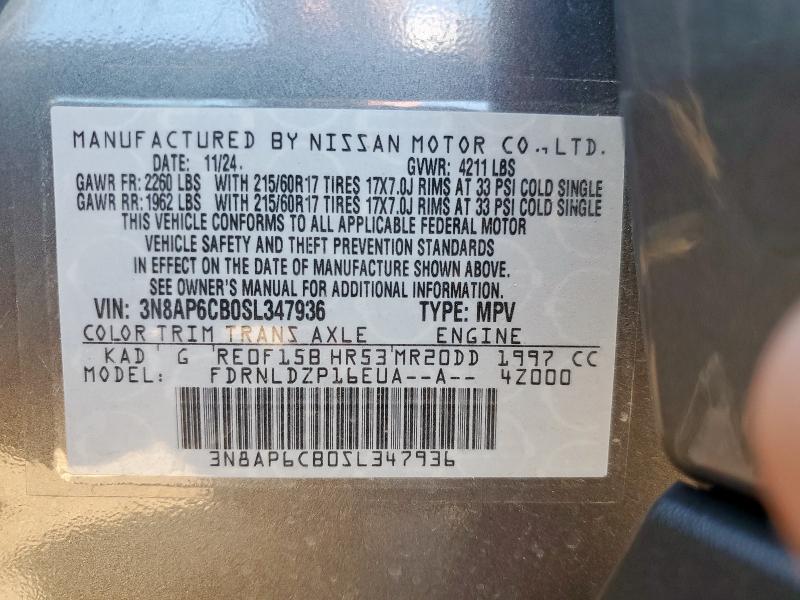 MANUFACTURED BY NISSAN MOTOR CO.,LTD.
DATE: 11/24. GVWR: 4211 LBS
GAWR FR: 2260 LBS WITH 215/60R17 TIRES 17X7.0J RIMS AT 33 PSI COLD SINGLE
GAWR RR: 1962 LBS WITH 215/60R17 TIRES 17X7.0J RIMS AT 33 PSI COLD SINGLE
THIS VEHICLE CONFORMS TO ALL APPLICABLE FEDERAL MOTOR
VEHICLE SAFETY AND THEFT PREVENTION STANDARDS
IN EFFECT ON THE DATE OF MANUFACTURE SHOWN ABOVE.
SEE OWNER'S MANUAL FOR ADDITIONAL INFORMATION.
VIN: 3N8AP6CB0SL347936 TYPE: MPV
COLOR TRIM TRANS AXLE ENGINE
KAD G RE0F15B HR53 MR20DD 1997 CC
MODEL: FDRNLDZP16EUA--A-- 4Z000
3N8AP6CB0SL347936